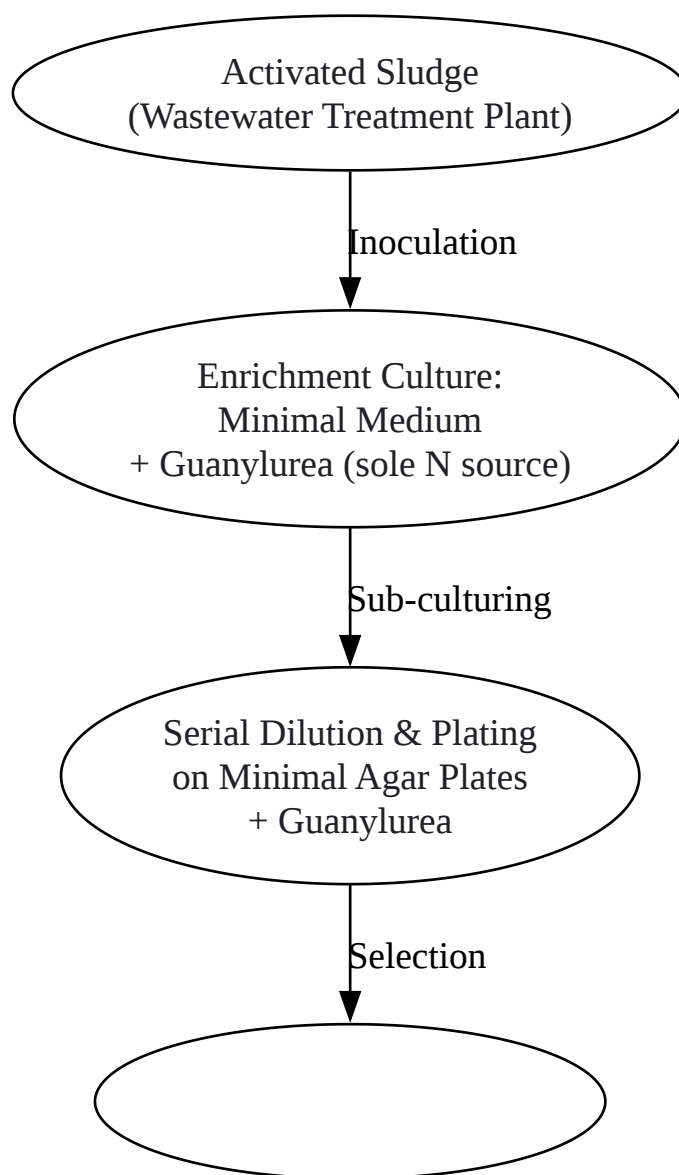 Activated Sludge
(Wastewater Treatment Plant)
Inoculation
Enrichment Culture:
Minimal Medium
+ Guanylurea (sole N source)
Sub-culturing
Serial Dilution & Plating
on Minimal Agar Plates
+ Guanylurea
Selection